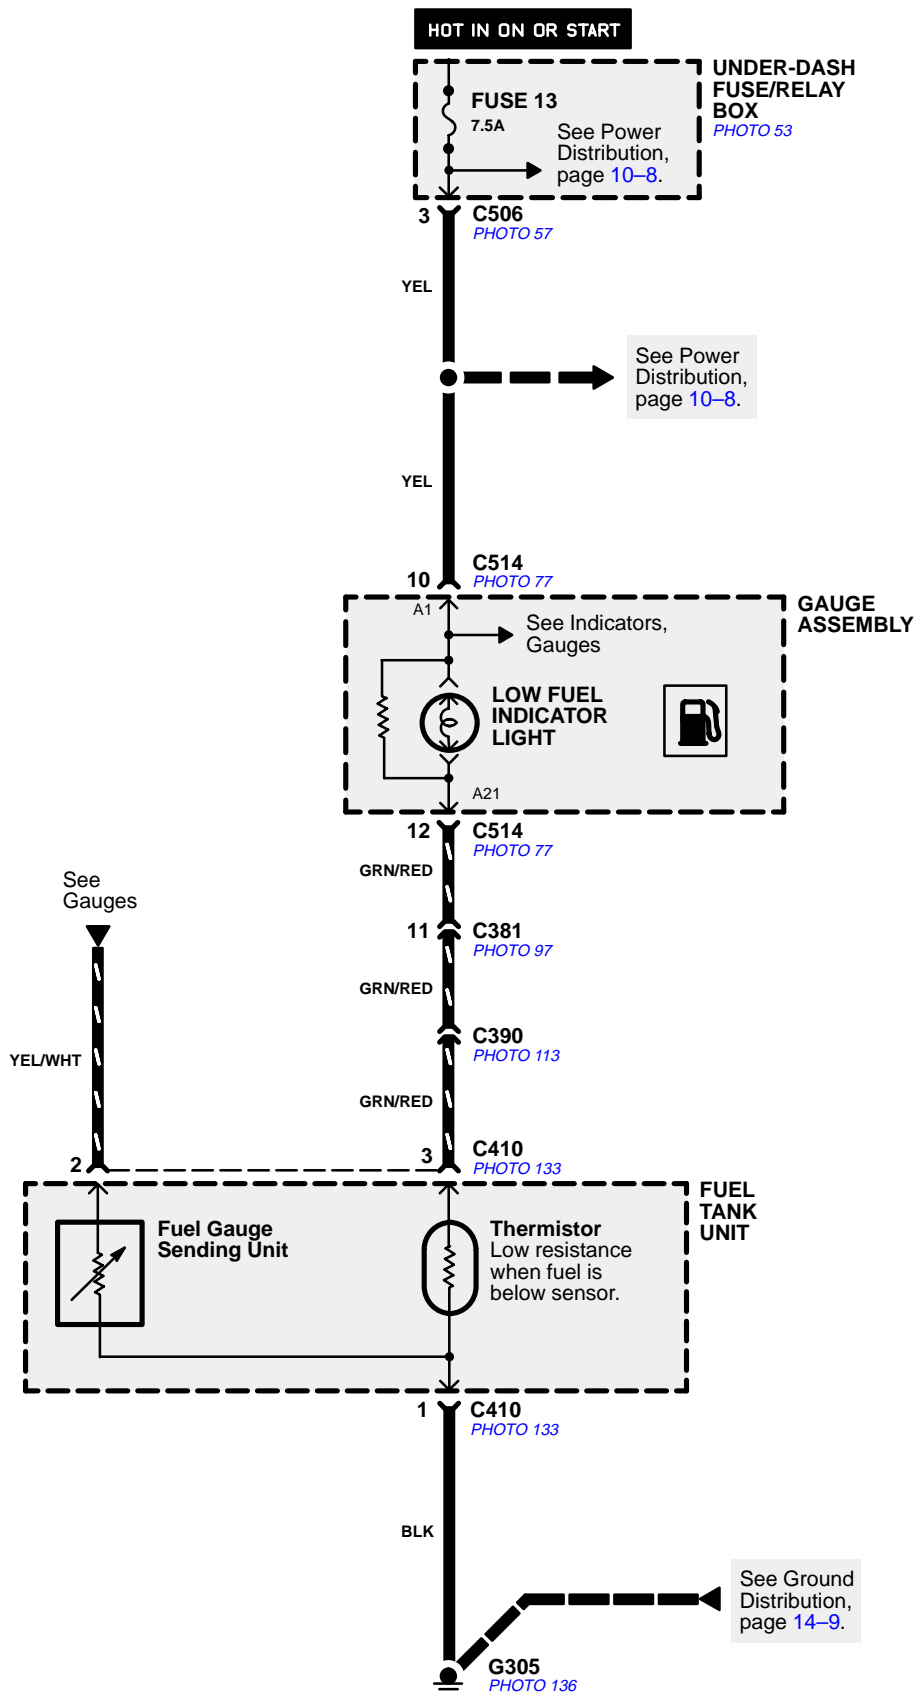 HOT IN ON OR START
UNDER-DASH
FUSE/RELAY
BOX
PHOTO 53
FUSE 13
7.5A
See Power
Distribution,
page 10–8.
3
C506
PHOTO 57
YEL
See Power
Distribution,
page 10–8.
YEL
C514
10
PHOTO 77
A1
GAUGE
ASSEMBLY
See Indicators,
Gauges
LOW FUEL
INDICATOR
LIGHT
A21
12
C514
PHOTO 77
GRN/RED
See
Gauges
11
C381
PHOTO 97
GRN/RED
C390
PHOTO 113
YEL/WHT
GRN/RED
2
3
C410
PHOTO 133
FUEL
TANK
UNIT
Fuel Gauge
Sending Unit
Thermistor
Low resistance
when fuel is
below sensor.
1
C410
PHOTO 133
BLK
See Ground
Distribution,
page 14–9.
G305
PHOTO 136